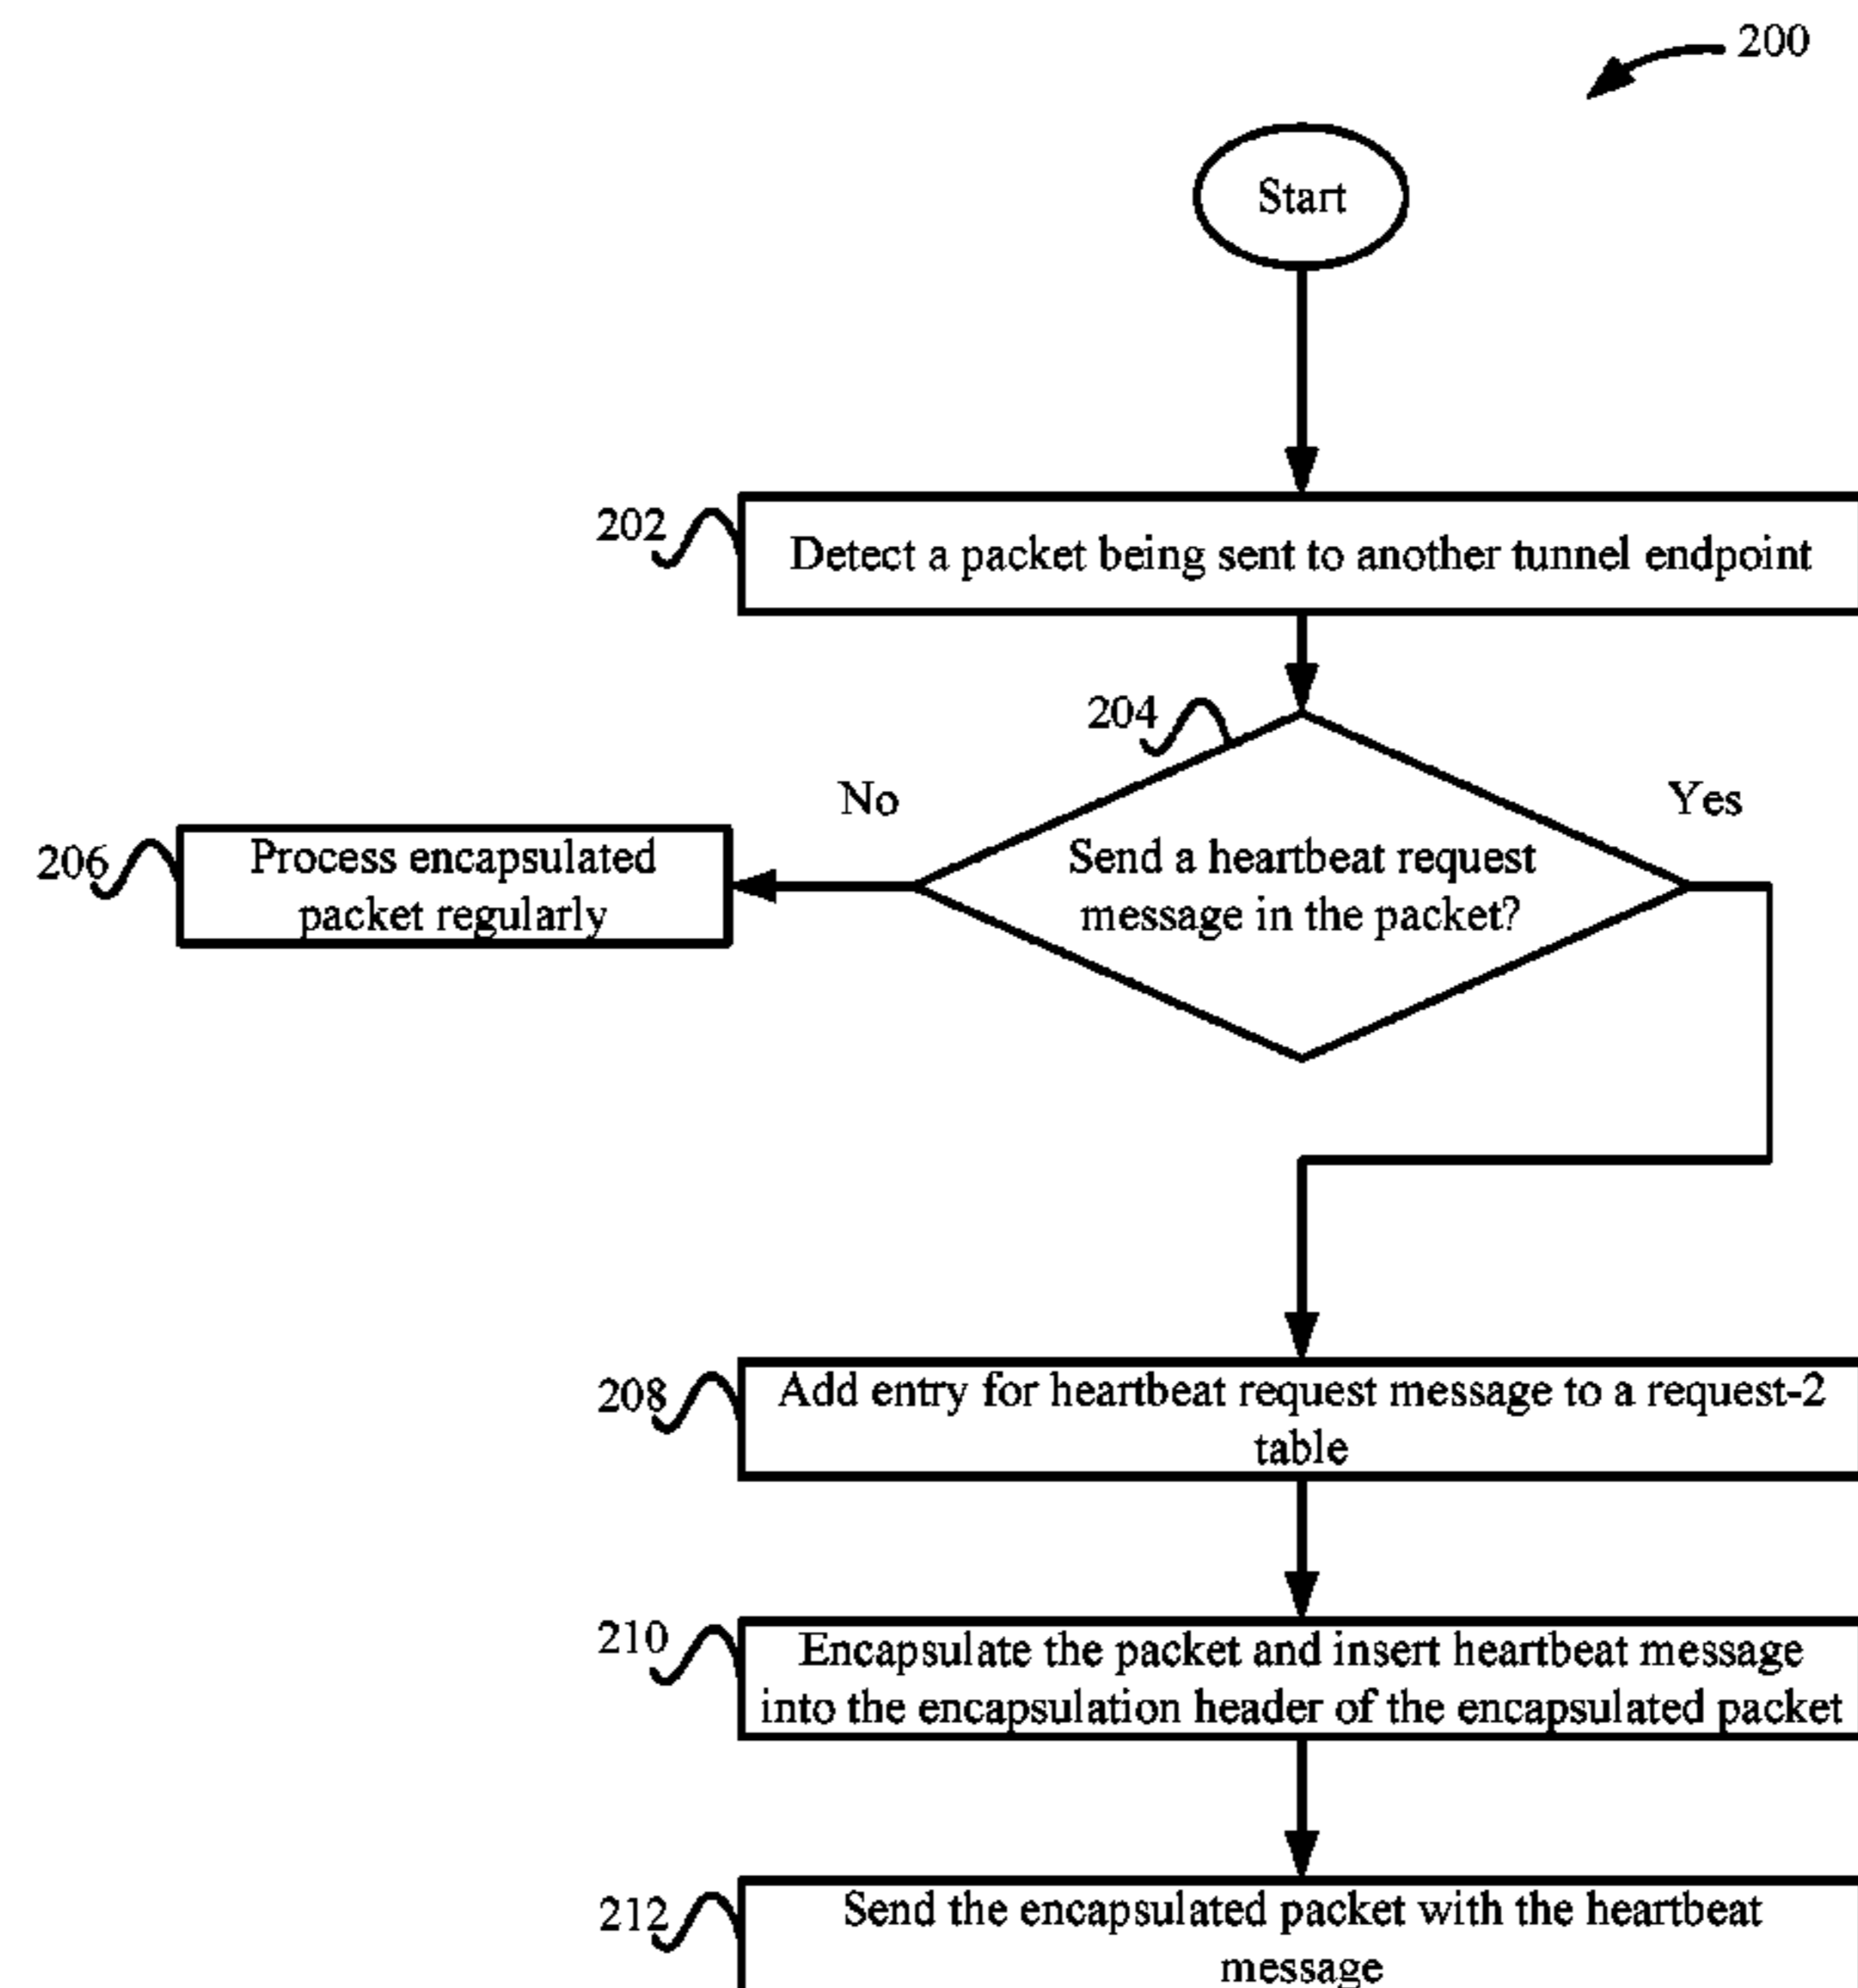 200
Start
202
Detect a packet being sent to another tunnel endpoint
204
No
Yes
Send a heartbeat request
message in the packet?
206
Process encapsulated
packet regularly
208
Add entry for heartbeat request message to a request-2
table
210
Encapsulate the packet and insert heartbeat message
into the encapsulation header of the encapsulated packet
212
Send the encapsulated packet with the heartbeat
message